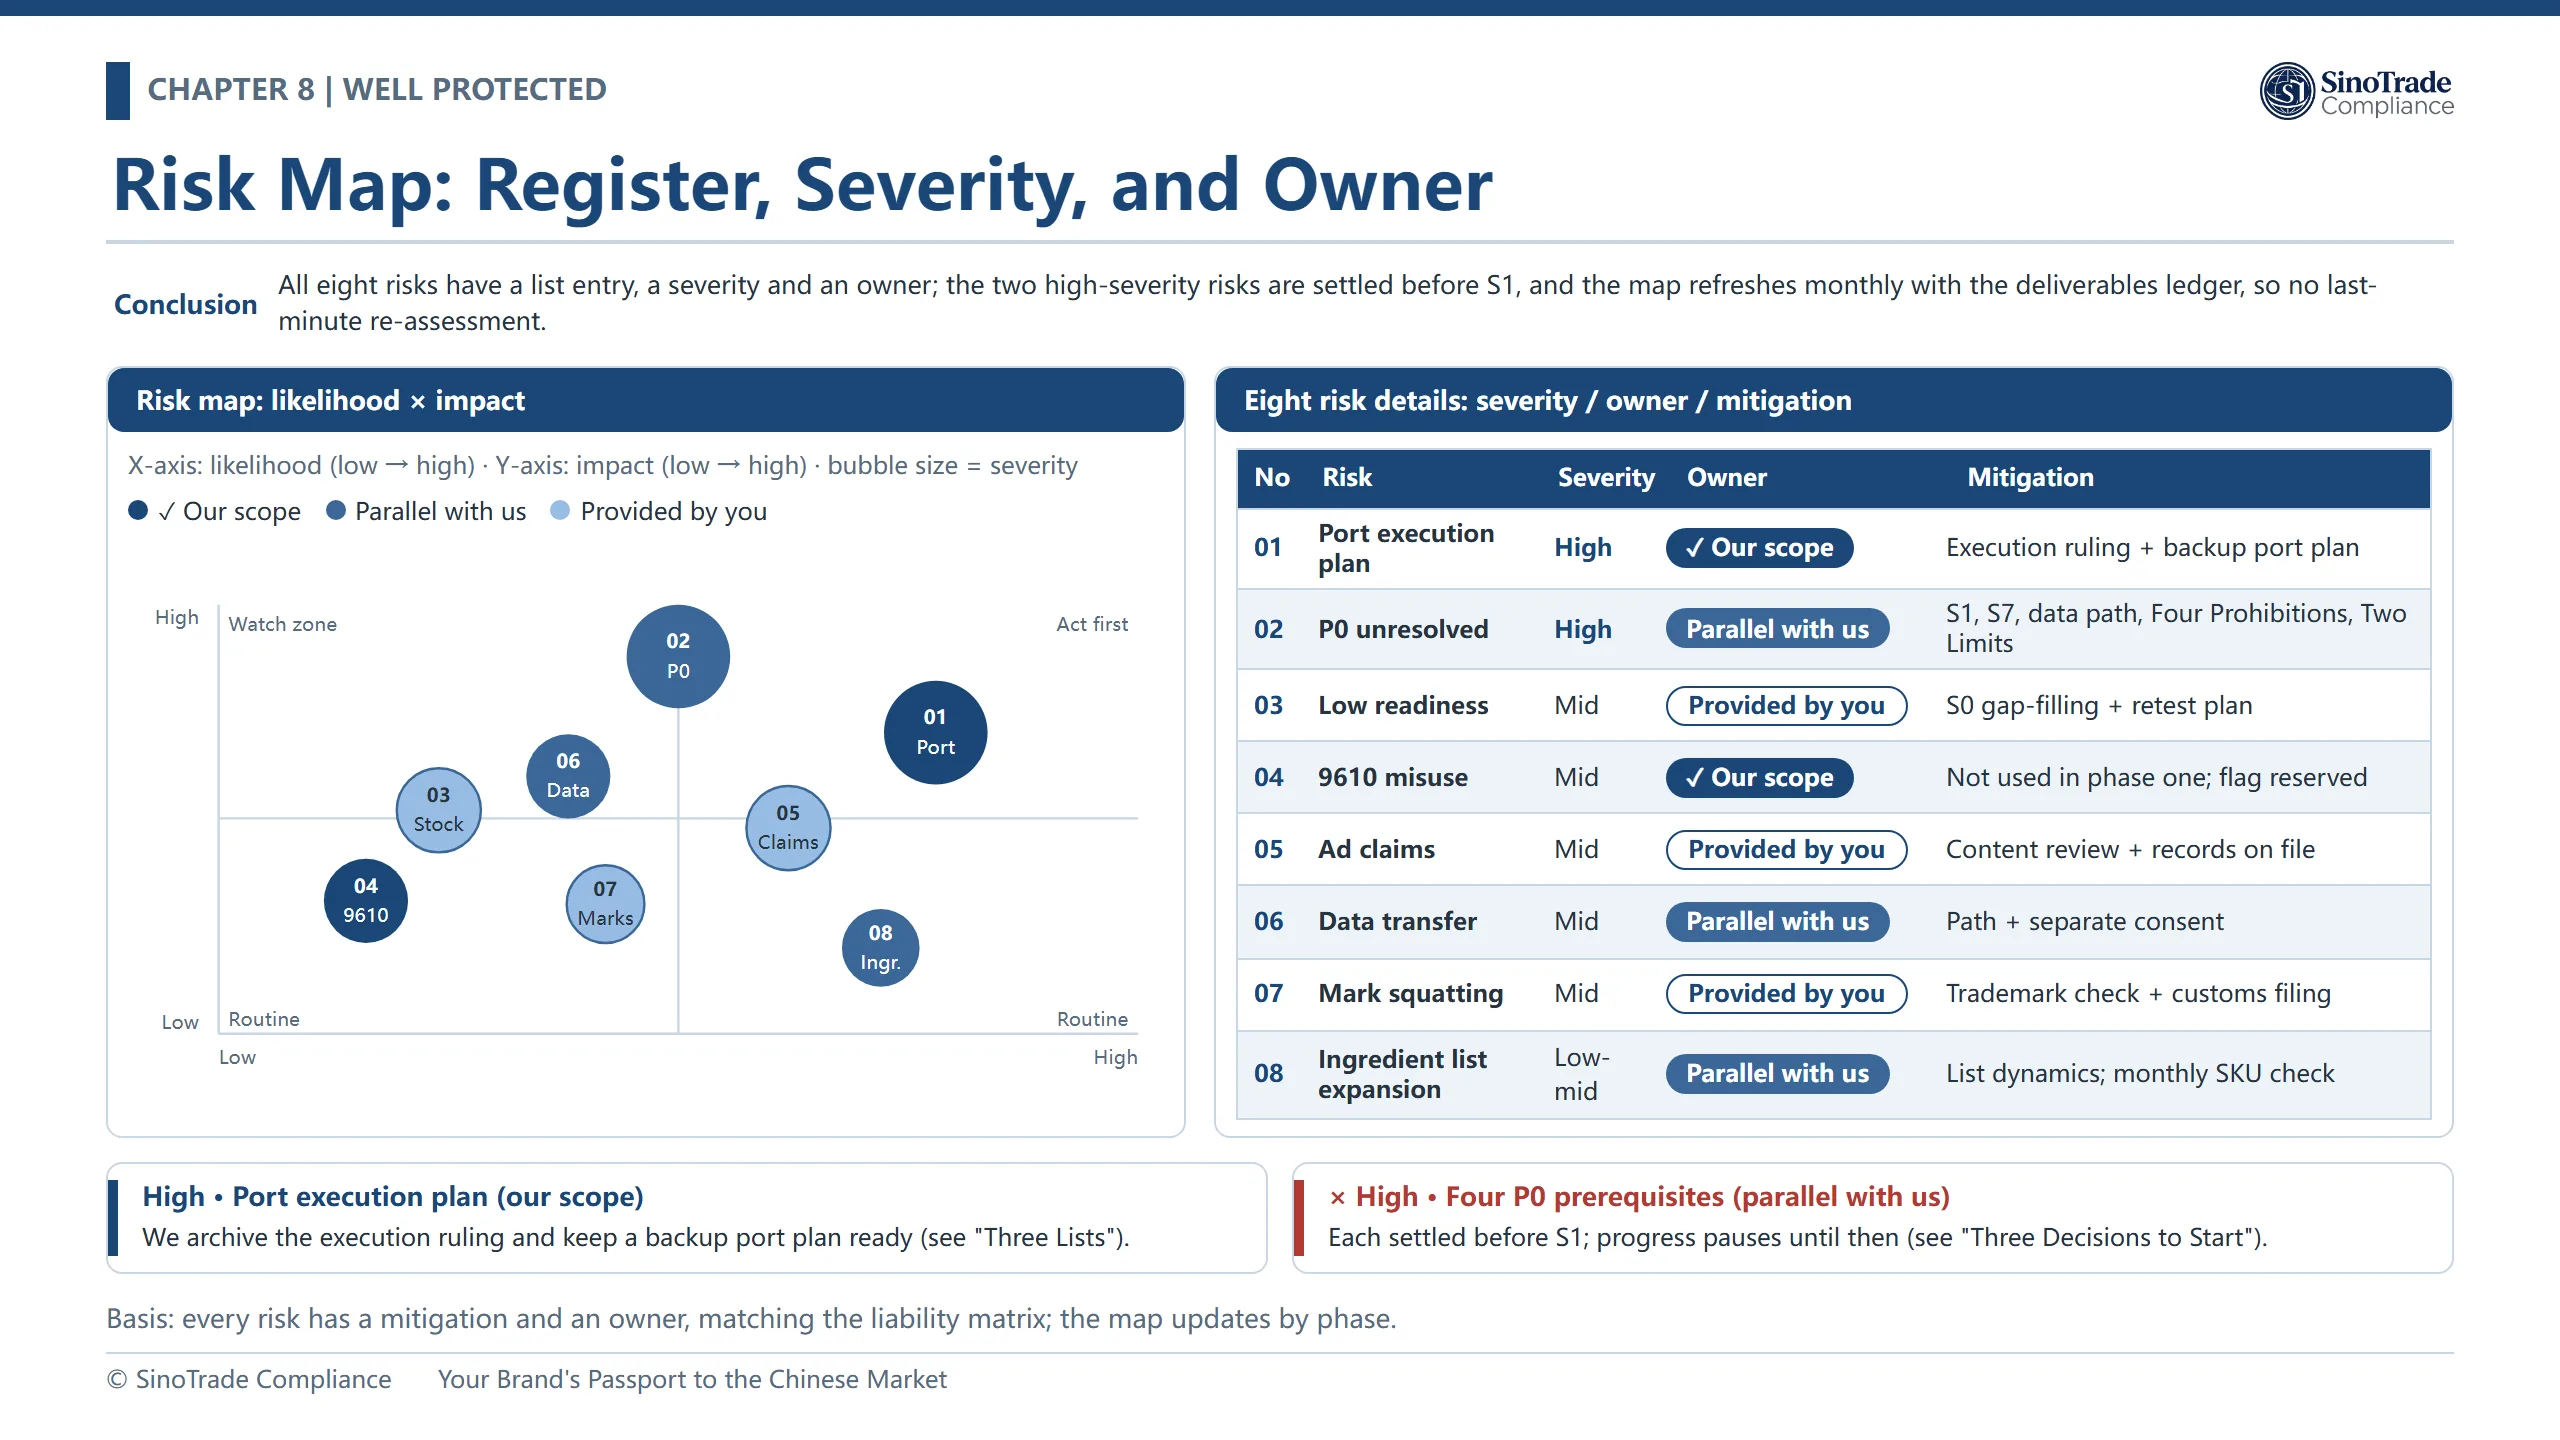 CHAPTER 8 | WELL PROTECTED
SinoTrade
Compliance
Risk Map: Register, Severity, and Owner
Conclusion
All eight risks have a list entry, a severity and an owner; the two high-severity risks are settled before S1, and the map refreshes monthly with the deliverables ledger, so no last-
minute re-assessment.
Risk map: likelihood × impact
X-axis: likelihood (low → high) · Y-axis: impact (low → high) · bubble size = severity
✓ Our scope
Parallel with us
Provided by you
High
Watch zone
Act first
02
P0
01
Port
06
Data
03
Stock
05
Claims
04
9610
07
Marks
08
Ingr.
Low
Routine
Routine
Low
High
Eight risk details: severity / owner / mitigation
No Risk Severity Owner Mitigation
01 Port execution plan High ✓ Our scope Execution ruling + backup port plan
02 P0 unresolved High Parallel with us S1, S7, data path, Four Prohibitions, Two Limits
03 Low readiness Mid Provided by you S0 gap-filling + retest plan
04 9610 misuse Mid ✓ Our scope Not used in phase one; flag reserved
05 Ad claims Mid Provided by you Content review + records on file
06 Data transfer Mid Parallel with us Path + separate consent
07 Mark squatting Mid Provided by you Trademark check + customs filing
08 Ingredient list expansion Low-mid Parallel with us List dynamics; monthly SKU check
High • Port execution plan (our scope)
We archive the execution ruling and keep a backup port plan ready (see "Three Lists").
× High • Four P0 prerequisites (parallel with us)
Each settled before S1; progress pauses until then (see "Three Decisions to Start").
Basis: every risk has a mitigation and an owner, matching the liability matrix; the map updates by phase.
© SinoTrade Compliance Your Brand's Passport to the Chinese Market